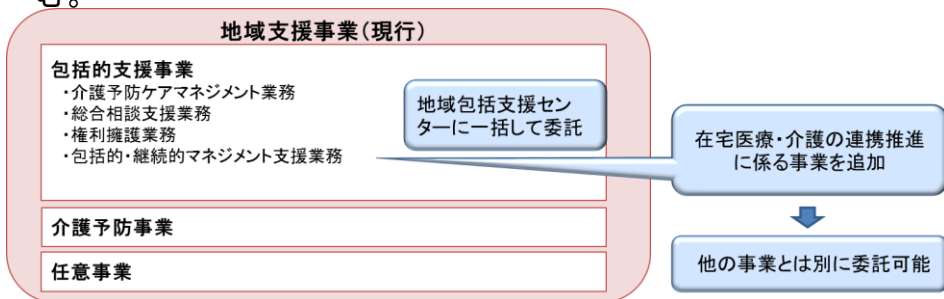 む。
地域支援事業(現行)
包括的支援事業
・介護予防ケアマネジメント業務
・総合相談支援業務
・権利擁護業務
・包括的・継続的マネジメント支援業務
地域包括支援セン
ターに一括して委託
在宅医療・介護の連携推進
に係る事業を追加
介護予防事業
任意事業
他の事業とは別に委託可能